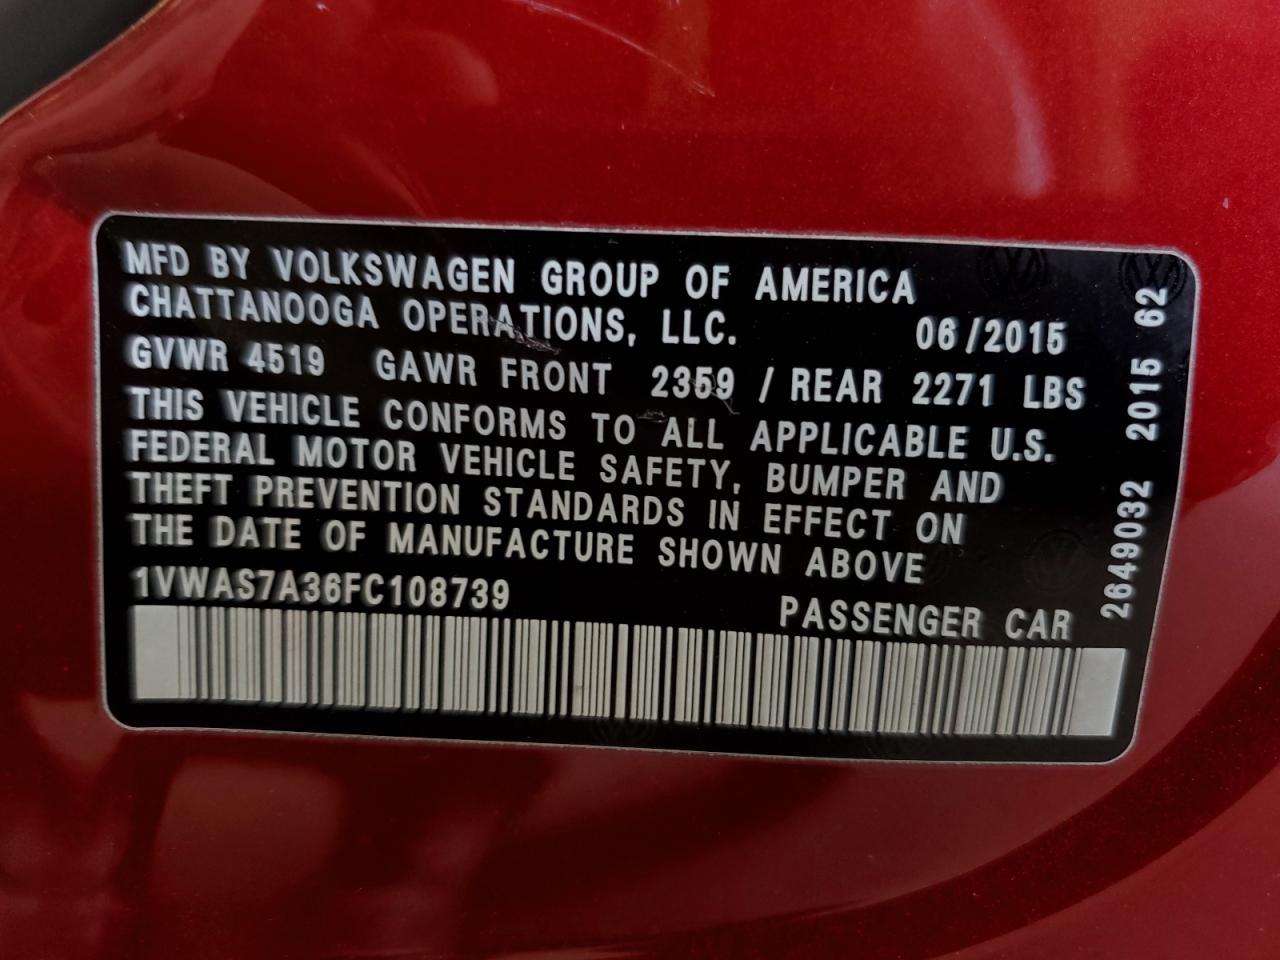 MFD BY VOLKSWAGEN GROUP OF AMERICA
CHATTANOOGA OPERATIONS, LLC. 06/2015
GVWR 4519 GAWR FRONT 2359 / REAR 2271 LBS
THIS VEHICLE CONFORMS TO ALL APPLICABLE U.S.
FEDERAL MOTOR VEHICLE SAFETY, BUMPER AND
THEFT PREVENTION STANDARDS IN EFFECT ON
THE DATE OF MANUFACTURE SHOWN ABOVE
1VWAS7A36FC108739 PASSENGER CAR
2649032 2015 62